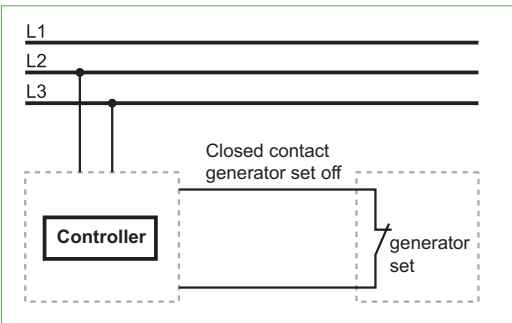 L1
L2
L3
Closed contact
generator set off
Controller
generator
set